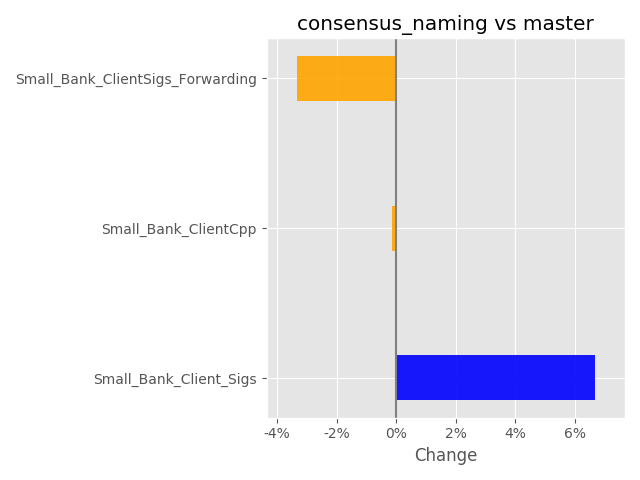 consensus_naming vs master
Small_Bank_ClientSigs_Forwarding
Small_Bank_ClientCpp
Small_Bank_Client_Sigs
-4% -2% 0% 2% 4% 6%
Change